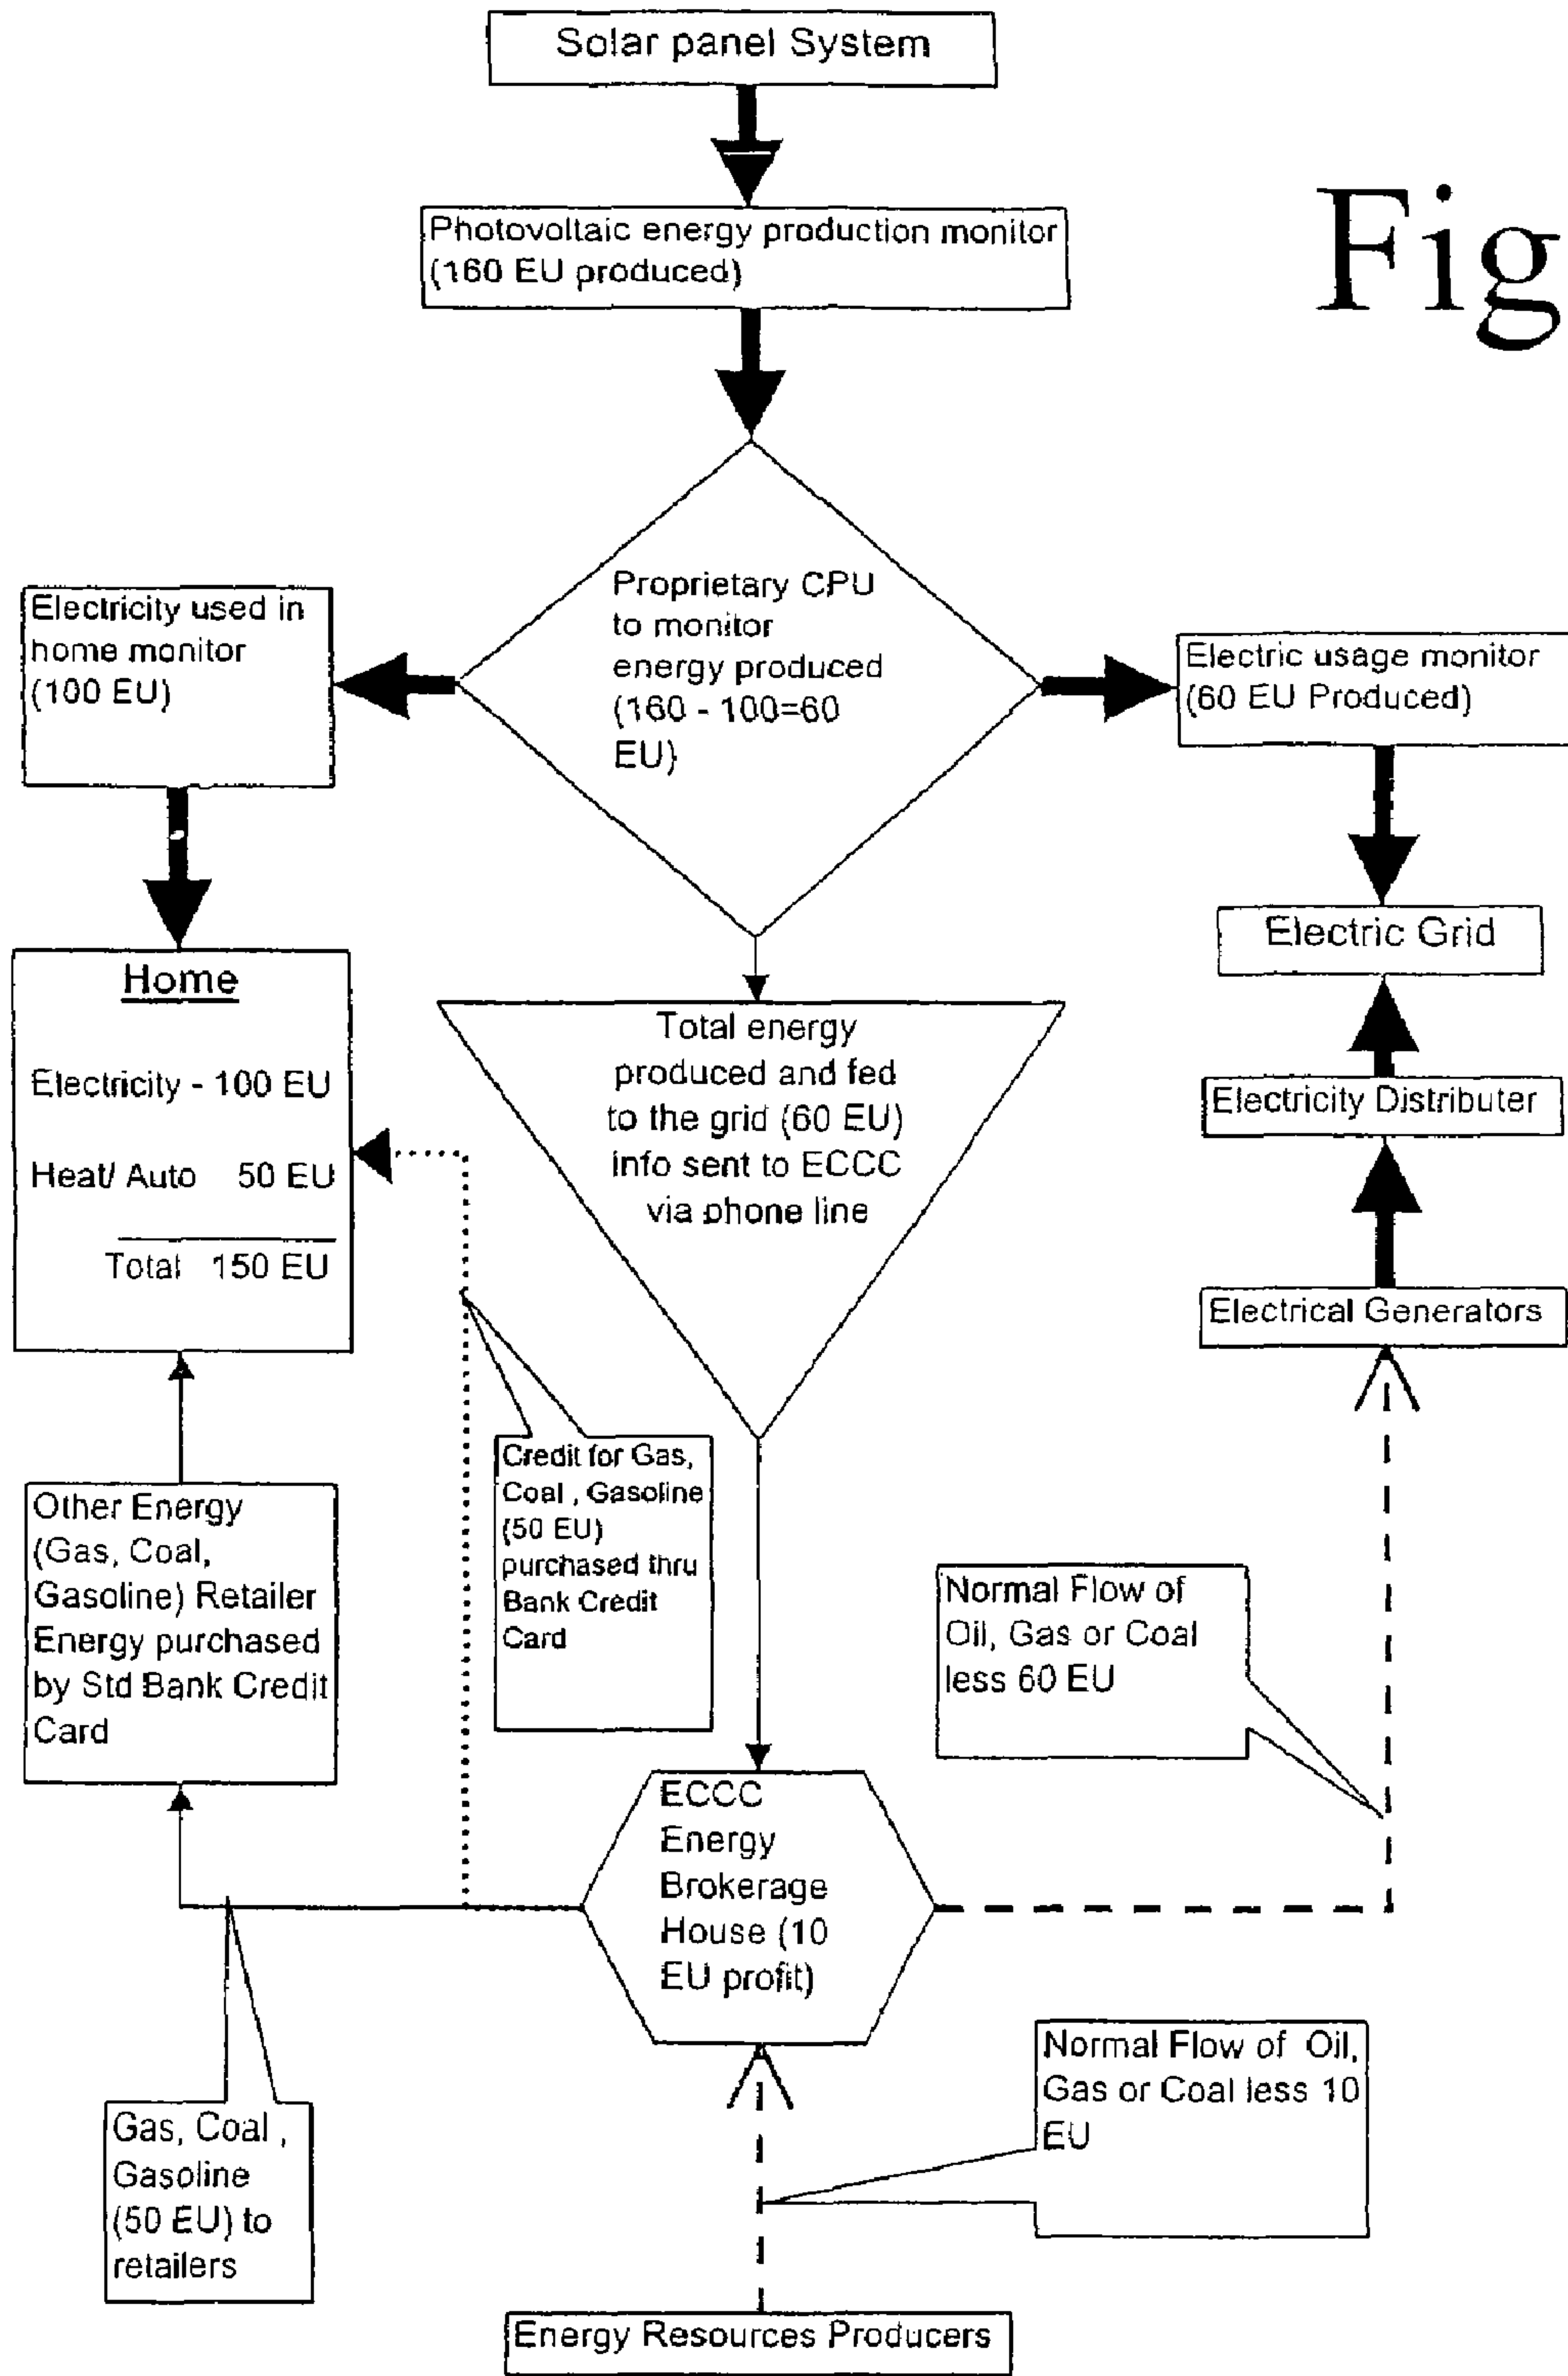 Solar panel System
Fig
Photovoltaic energy production monitor
(160 EU produced)
Proprietary CPU
to monitor
energy produced
(160 - 100=60
EU)
Electricity used in
home monitor
(100 EU)
Electric usage monitor
(60 EU Produced)
Electric Grid
Home
Electricity - 100 EU
Heat/ Auto 50 EU
Total 150 EU
Total energy
produced and fed
to the grid (60 EU)
info sent to ECCC
via phone line
Electricity Distributer
Electrical Generators
Credit for Gas,
Coal , Gasoline
(50 EU)
purchased thru
Bank Credit
Card
Other Energy
(Gas, Coal,
Gasoline) Retailer
Energy purchased
by Std Bank Credit
Card
Normal Flow of
Oil, Gas or Coal
less 60 EU
ECCC
Energy
Brokerage
House (10
EU profit)
Normal Flow of Oil,
Gas or Coal less 10
EU
Gas, Coal ,
Gasoline
(50 EU) to
retailers
Energy Resources Producers